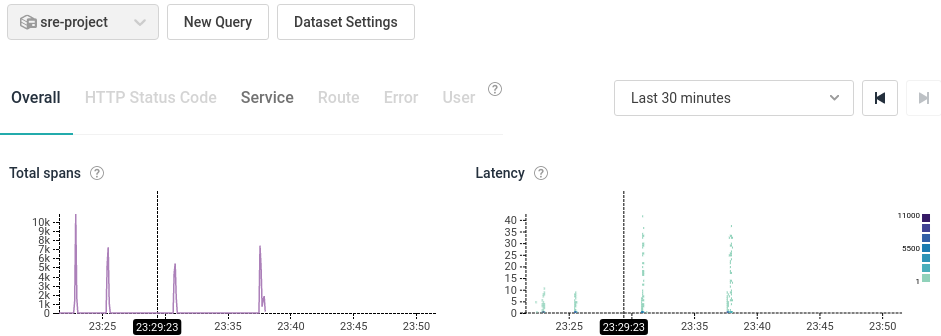 sre-project New Query Dataset Settings
Overall HTTP Status Code Service Route Error User ? Last 30 minutes
Total spans ?
10k
9k
8k
7k
6k
5k
4k
3k
2k
1k
0
23:25 23:29:23 23:35 23:40 23:45 23:50
Latency ?
40
35
30
25
20
15
10
5
0
23:25 23:29:23 23:35 23:40 23:45 23:50
11000
5500
1